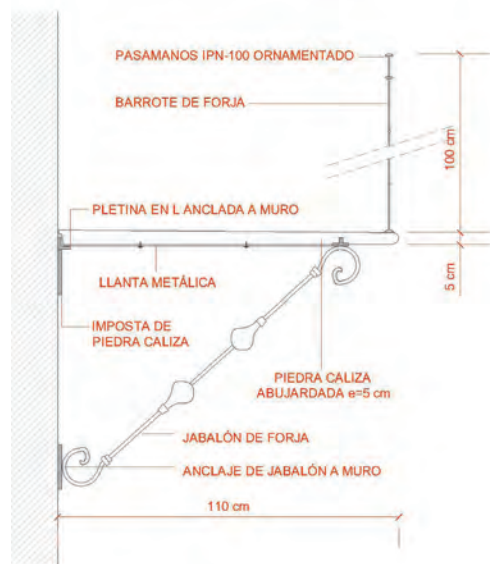 PASAMANOS IPN-100 ORNAMENTADO
BARROTE DE FORJA
100 cm
PLETINA EN L ANCLADA A MURO
5 cm
LLANTA METÁLICA
IMPOSTA DE
PIEDRA CALIZA
PIEDRA CALIZA
ABUJARDADA e=5 cm
JABALÓN DE FORJA
ANCLAJE DE JABALÓN A MURO
110 cm